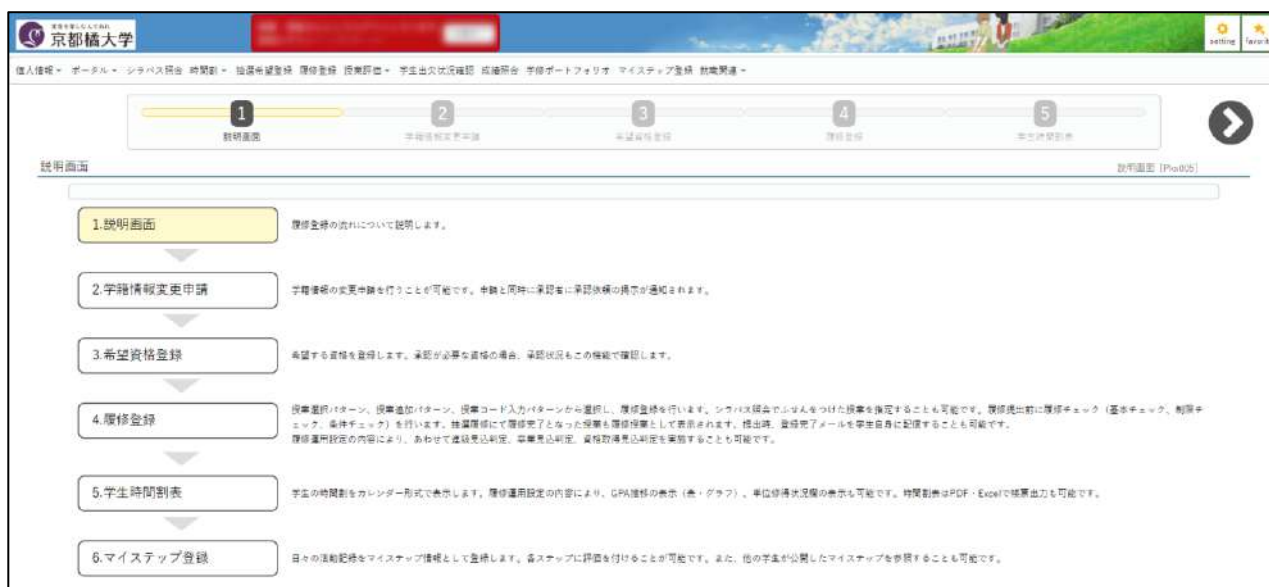 京都橘大学
setting
favorit
個人情報 ポータル シラバス照会 時間割 抽選希望登録 履修登録 授業評価 学生出欠状況確認 成績照会 学修ポートフォリオ マイステップ登録 就職関連
1 2 3 4 5
説明画面 学籍情報変更申請 希望資格登録 履修登録 学生時間割表
説明画面
説明画面
1.説明画面
履修登録の流れについて説明します。
2.学籍情報変更申請
学籍情報の変更申請を行うことが可能です。申請と同時に承認者に承認依頼の掲示が通知されます。
3.希望資格登録
希望する資格を登録します。承認が必要な資格の場合、承認状況もこの機能で確認します。
4.履修登録
授業選択パターン、授業追加パターン、授業コード入力パターンから選択し、履修登録を行います。シラバス照会でふせんをつけた授業を指定することも可能です。履修提出前に履修チェック（基本チェック、制限チ
ェック、条件チェック）を行います。抽選履修にて履修完了となった授業も履修授業として表示されます。提出時、登録完了メールを学生自身に配信することも可能です。
履修運用設定の内容により、あわせて進級見込判定、卒業見込判定、資格取得見込判定を実施することも可能です。
5.学生時間割表
学生の時間割をカレンダー形式で表示します。履修運用設定の内容により、GPA推移の表示（表・グラフ）、単位修得状況欄の表示も可能です。時間割表はPDF・Excelで帳票出力も可能です。
6.マイステップ登録
日々の活動記録をマイステップ情報として登録します。各ステップに評価を付けることが可能です。また、他の学生が公開したマイステップを参照することも可能です。